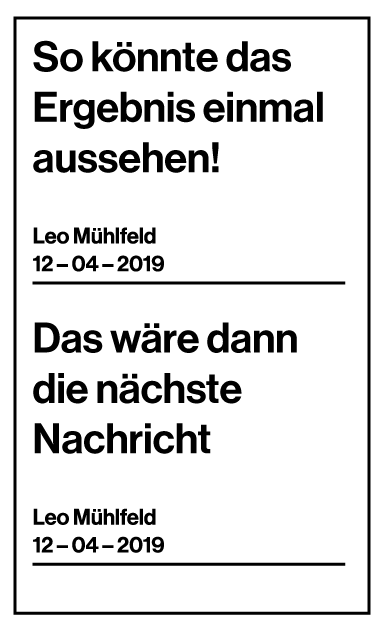 So könnte das
Ergebnis einmal
aussehen!
Leo Mühlfeld
12 – 04 – 2019
Das wäre dann
die nächste
Nachricht
Leo Mühlfeld
12 – 04 – 2019